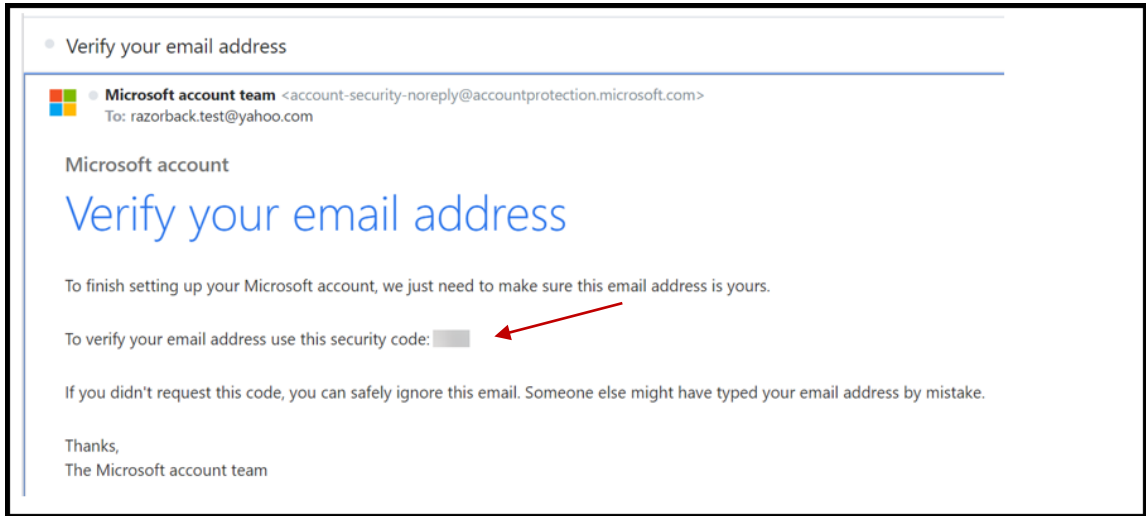 Verify your email address
Microsoft account team <account-security-noreply@accountprotection.microsoft.com>
To: razorback.test@yahoo.com
Microsoft account
Verify your email address
To finish setting up your Microsoft account, we just need to make sure this email address is yours.
To verify your email address use this security code:
If you didn't request this code, you can safely ignore this email. Someone else might have typed your email address by mistake.
Thanks,
The Microsoft account team